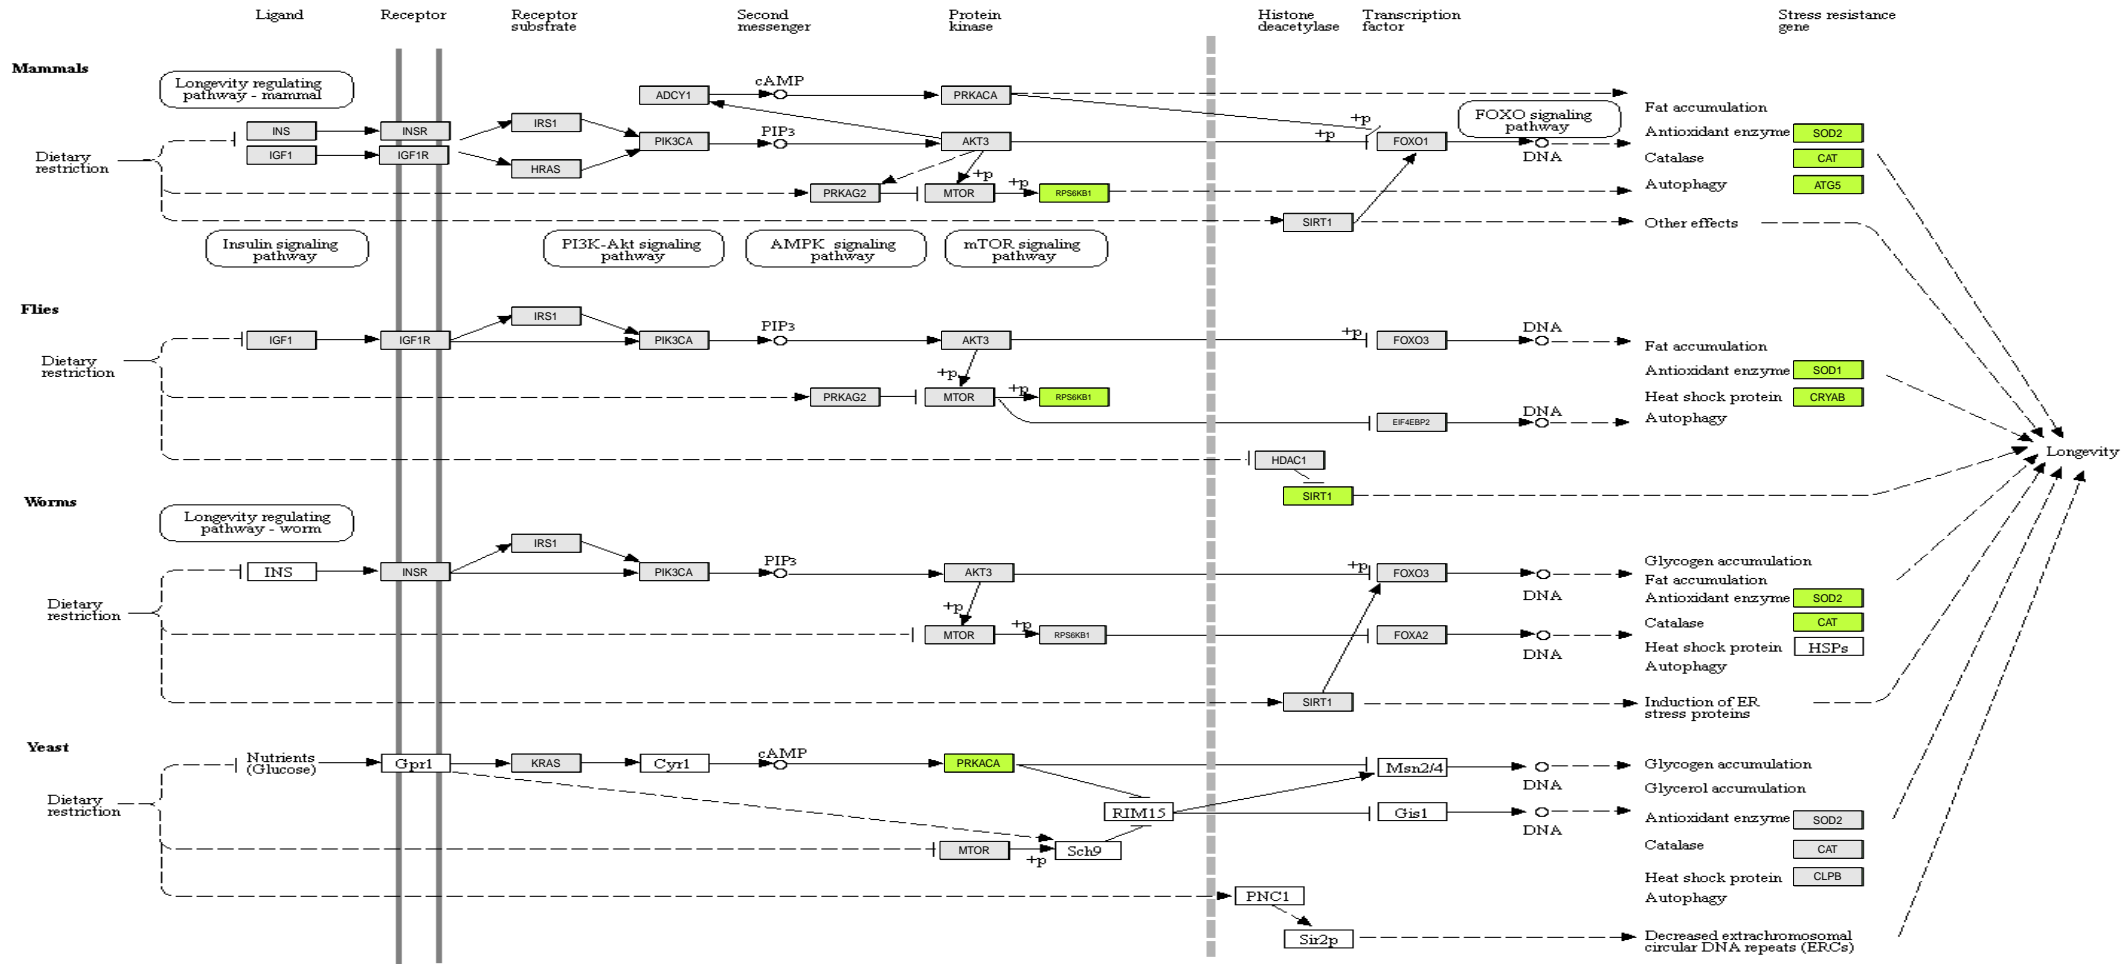 Ligand
Receptor
Receptor
substrate
Second
messenger
Protein
kinase
Histone
deacetylase
Transcription
factor
Stress resistance
gene
Mammals
Longevity regulating
pathway - mammal
ADCY1
cAMP
PRKACA
+p
FOXO signaling
pathway
Fat accumulation
INS
INSR
IRS1
PIK3CA
PIP3
AKT3
+p
FOXO1
DNA
Antioxidant enzyme
SOD2
Dietary
restriction
IGF1
IGF1R
HRAS
Catalase
CAT
+p
PRKAG2
MTOR
+p
RPS6KB1
Autophagy
ATG5
SIRT1
Other effects
Insulin signaling
pathway
PI3K-Akt signaling
pathway
AMPK signaling
pathway
mTOR signaling
pathway
Flies
IRS1
IGF1
IGF1R
PIK3CA
PIP3
AKT3
+p
FOXO3
DNA
Fat accumulation
Dietary
restriction
+p
Antioxidant enzyme
SOD1
PRKAG2
MTOR
+p
RPS6KB1
Heat shock protein
CRYAB
EIF4EBP2
DNA
Autophagy
HDAC1
Longevity
SIRT1
Worms
Longevity regulating
pathway - worm
IRS1
INS
INSR
PIK3CA
PIP3
AKT3
+p
FOXO3
DNA
Glycogen accumulation
Fat accumulation
Antioxidant enzyme
SOD2
Dietary
restriction
+p
Catalase
CAT
MTOR
+p
RPS6KB1
FOXA2
DNA
Heat shock protein
HSPs
Autophagy
SIRT1
Induction of ER
stress proteins
Yeast
Nutrients
(Glucose)
Gpr1
KRAS
Cyr1
cAMP
PRKACA
Msn2/4
DNA
Glycogen accumulation
Glycerol accumulation
Dietary
restriction
RIM15
Gis1
DNA
Antioxidant enzyme
SOD2
MTOR
+p
Sch9
Catalase
CAT
Heat shock protein
CLPB
Autophagy
PNC1
Sir2p
Decreased extrachromosomal
circular DNA repeats (ERCs)